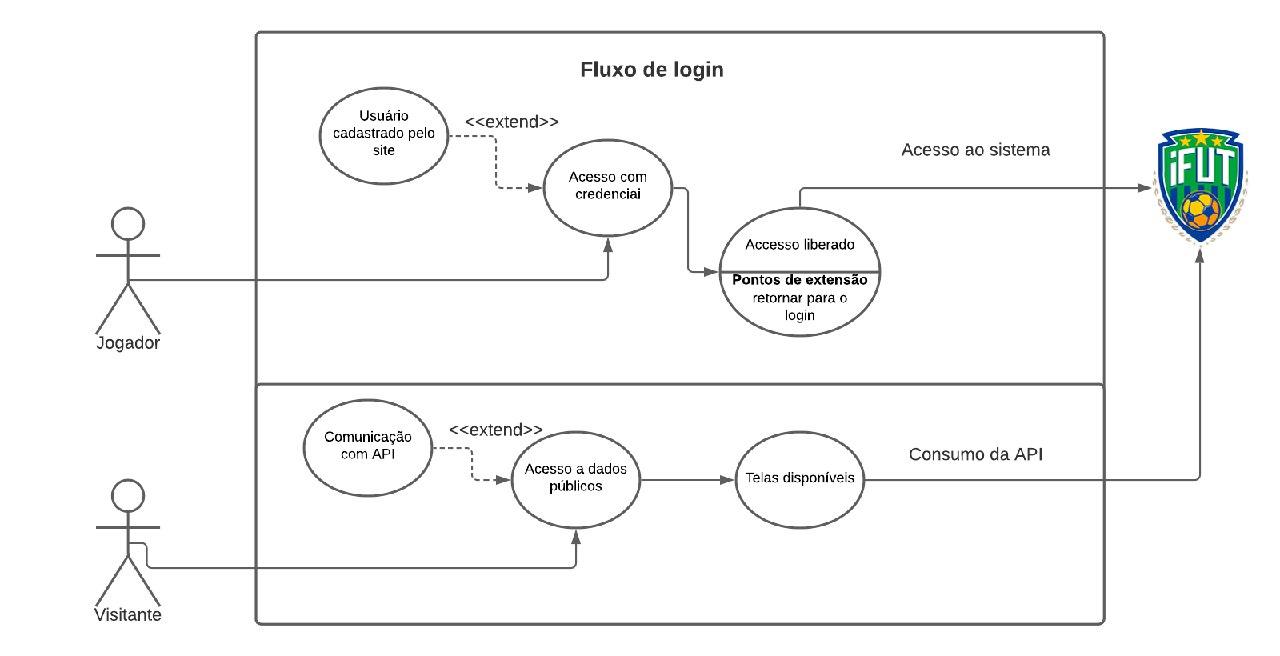 Fluxo de login
Usuário
cadastrado pelo
site
<<extend>>
Acesso com
credenciai
Acesso ao sistema
iFUT
Accesso liberado
Pontos de extensão
retornar para o
login
Jogador
Comunicação
com API
<<extend>>
Acesso a dados
públicos
Telas disponíveis
Consumo da API
Visitante